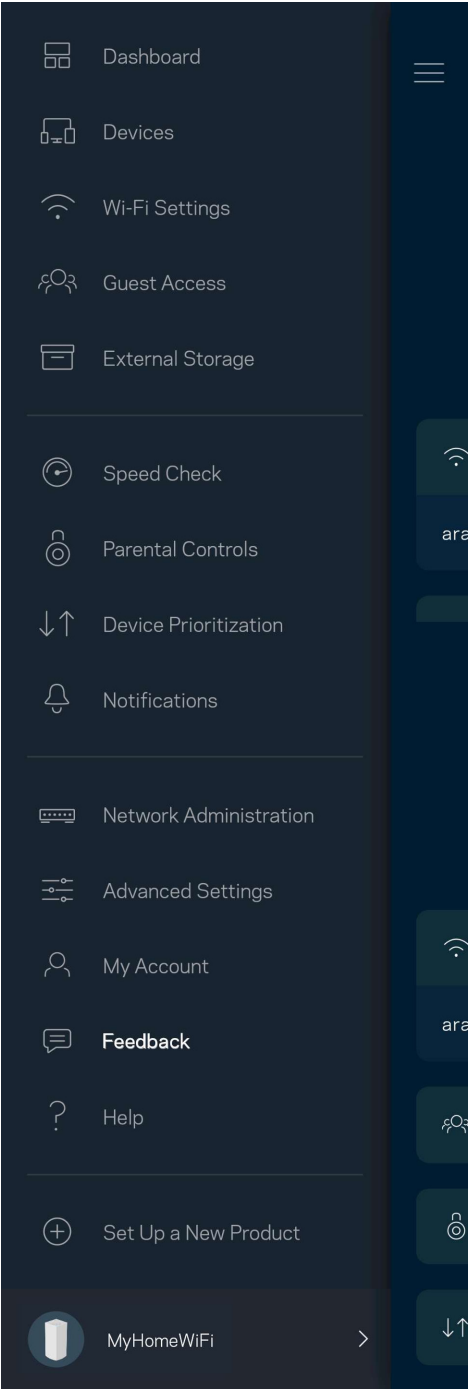 Dashboard
Devices
Wi-Fi Settings
Guest Access
External Storage
Speed Check
ara
Parental Controls
Device Prioritization
Notifications
Network Administration
Advanced Settings
My Account
ara
Feedback
Help
Set Up a New Product
MyHomeWiFi